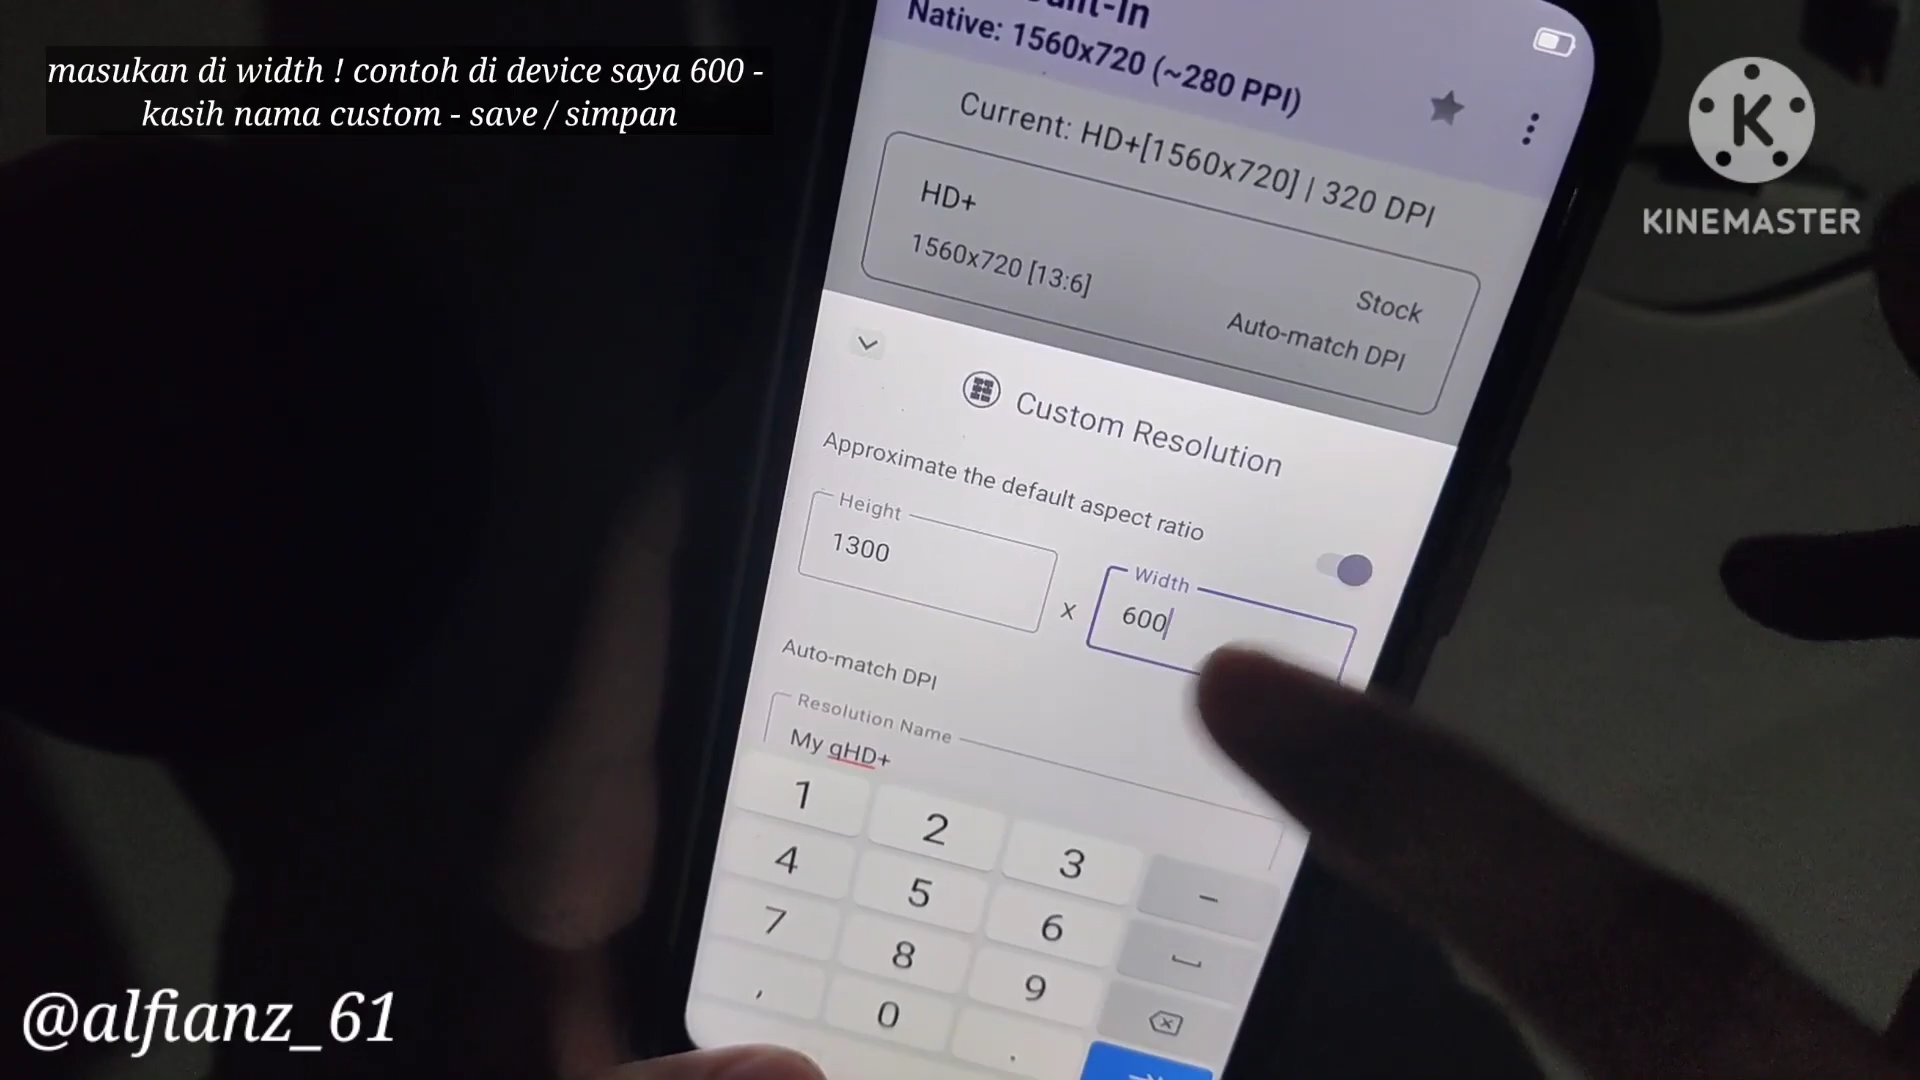 masukan di width ! contoh di device saya 600 -
kasih nama custom - save / simpan
K
KINEMASTER
Native: 1560x720 (~280 PPI)
Current: HD+[1560x720] | 320 DPI
HD+
1560x720 [13:6]
Stock
Auto-match DPI
Custom Resolution
Approximate the default aspect ratio
Height
1300
x
Width
600
Auto-match DPI
Resolution Name
My qHD+
1
2
3
-
4
5
6
7
8
9
,
0
.
@alfianz_61